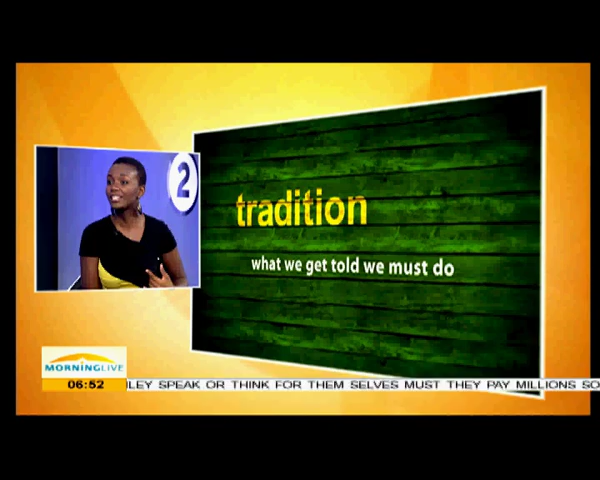 2
tradition
what we get told we must do
MORNINGLIVE
06:52
LEY SPEAK OR THINK FOR THEM SELVES MUST THEY PAY MILLIONS SO